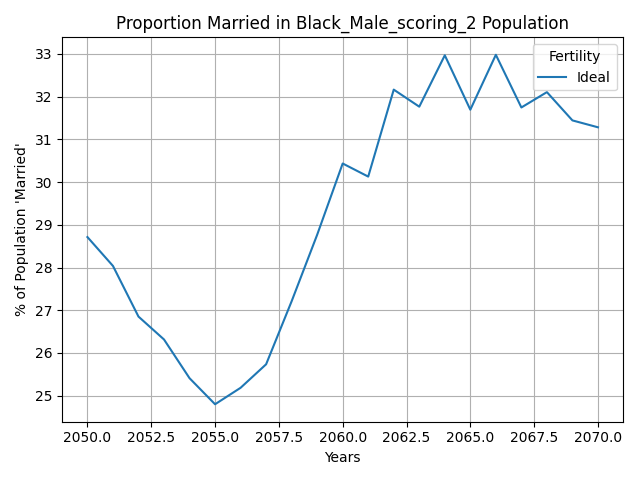 Proportion Married in Black_Male_scoring_2 Population
33
32
31
30
29
28
27
26
25
% of Population 'Married'
Fertility
Ideal
2050.0 2052.5 2055.0 2057.5 2060.0 2062.5 2065.0 2067.5 2070.0
Years